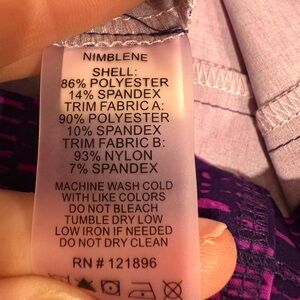 NIMBLENE
SHELL:
86% POLYESTER
14% SPANDEX
TRIM FABRIC A:
90% POLYESTER
10% SPANDEX
TRIM FABRIC B:
93% NYLON
7% SPANDEX
MACHINE WASH COLD
WITH LIKE COLORS
DO NOT BLEACH
TUMBLE DRY LOW
LOW IRON IF NEEDED
DO NOT DRY CLEAN
RN # 121896